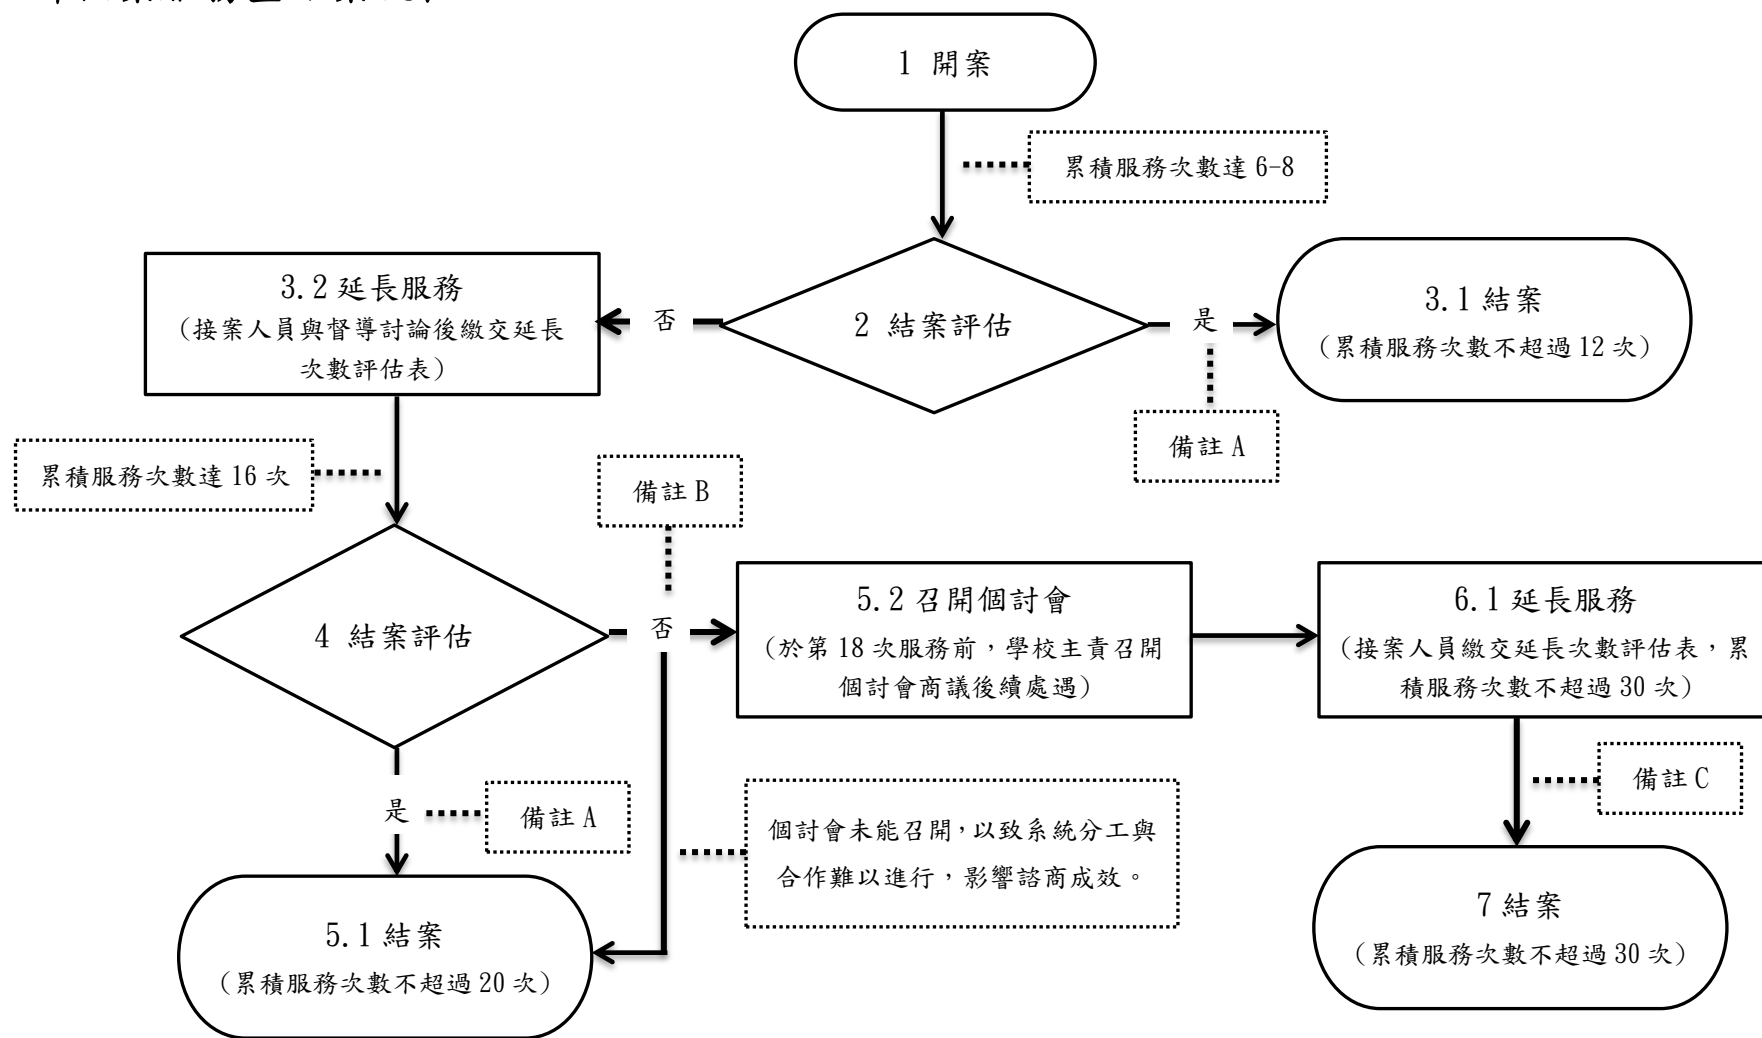 1 開案
累積服務次數達 6-8
3.2 延長服務
(接案人員與督導討論後繳交延長
次數評估表)
否
2 結案評估
是
3.1 結案
(累積服務次數不超過 12 次)
備註 A
累積服務次數達 16 次
備註 B
4 結案評估
否
5.2 召開個討會
(於第 18 次服務前，學校主責召開
個討會商議後續處遇)
6.1 延長服務
(接案人員繳交延長次數評估表，累
積服務次數不超過 30 次)
是
備註 A
個討會未能召開，以致系統分工與
合作難以進行，影響諮商成效。
備註 C
5.1 結案
(累積服務次數不超過 20 次)
7 結案
(累積服務次數不超過 30 次)